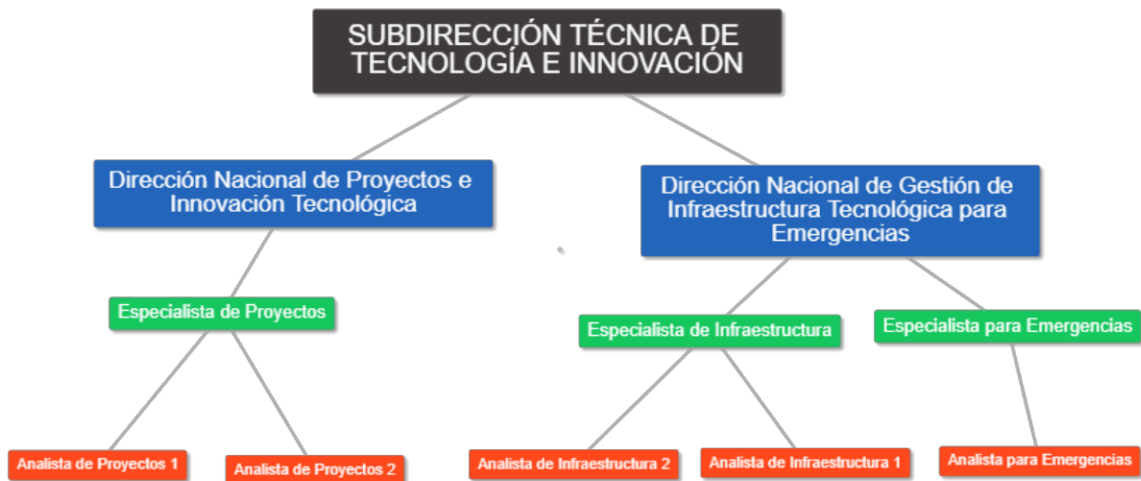 SUBDIRECCIÓN TÉCNICA DE
TECNOLOGÍA E INNOVACIÓN
Dirección Nacional de Proyectos e
Innovación Tecnológica
Dirección Nacional de Gestión de
Infraestructura Tecnológica para
Emergencias
Especialista de Proyectos
Especialista de Infraestructura
Especialista para Emergencias
Analista de Proyectos 1
Analista de Proyectos 2
Analista de Infraestructura 2
Analista de Infraestructura 1
Analista para Emergencias